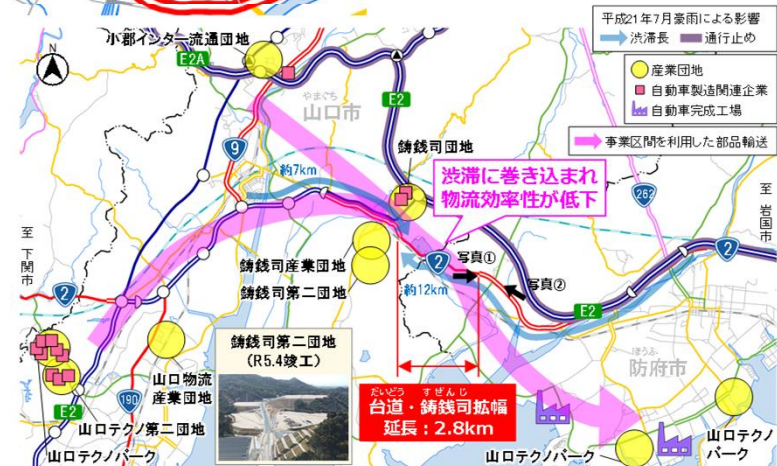 平成21年7月豪雨による影響
渋滞長
通行止め
産業団地
自動車製造関連企業
自動車完成工場
事業区間を利用した部品輸送
小郡インター流通団地
N
E2A
やまぐち
山口市
E2
9
鋳銭司団地
約7km
渋滞に巻き込まれ
物流効率性が低下
262
至 岩国市
至 下関市
2
2
2
写真①
写真②
鋳銭司産業団地
鋳銭司第二団地
約12km
E2
ほうふ
防府市
鋳銭司第二団地
(R5.4竣工)
山口物流
産業団地
190
E2
山口テクノ第二団地
山口テクノパーク
だいどう すぜんじ
台道・鋳銭司拡幅
延長：2.8km
山口テクノパーク
山口テクノ
パーク